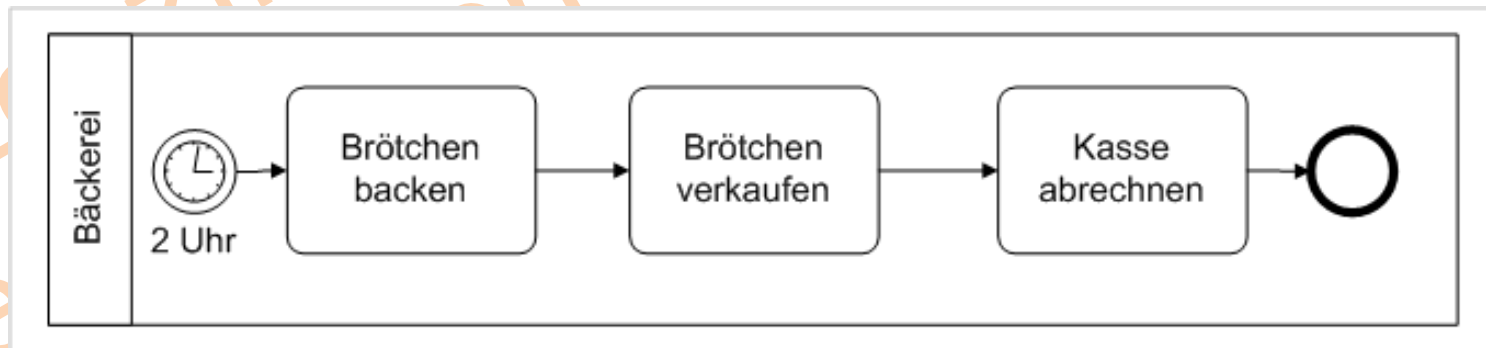 Bäckerei
2 Uhr
Brötchen
backen
Brötchen
verkaufen
Kasse
abrechnen